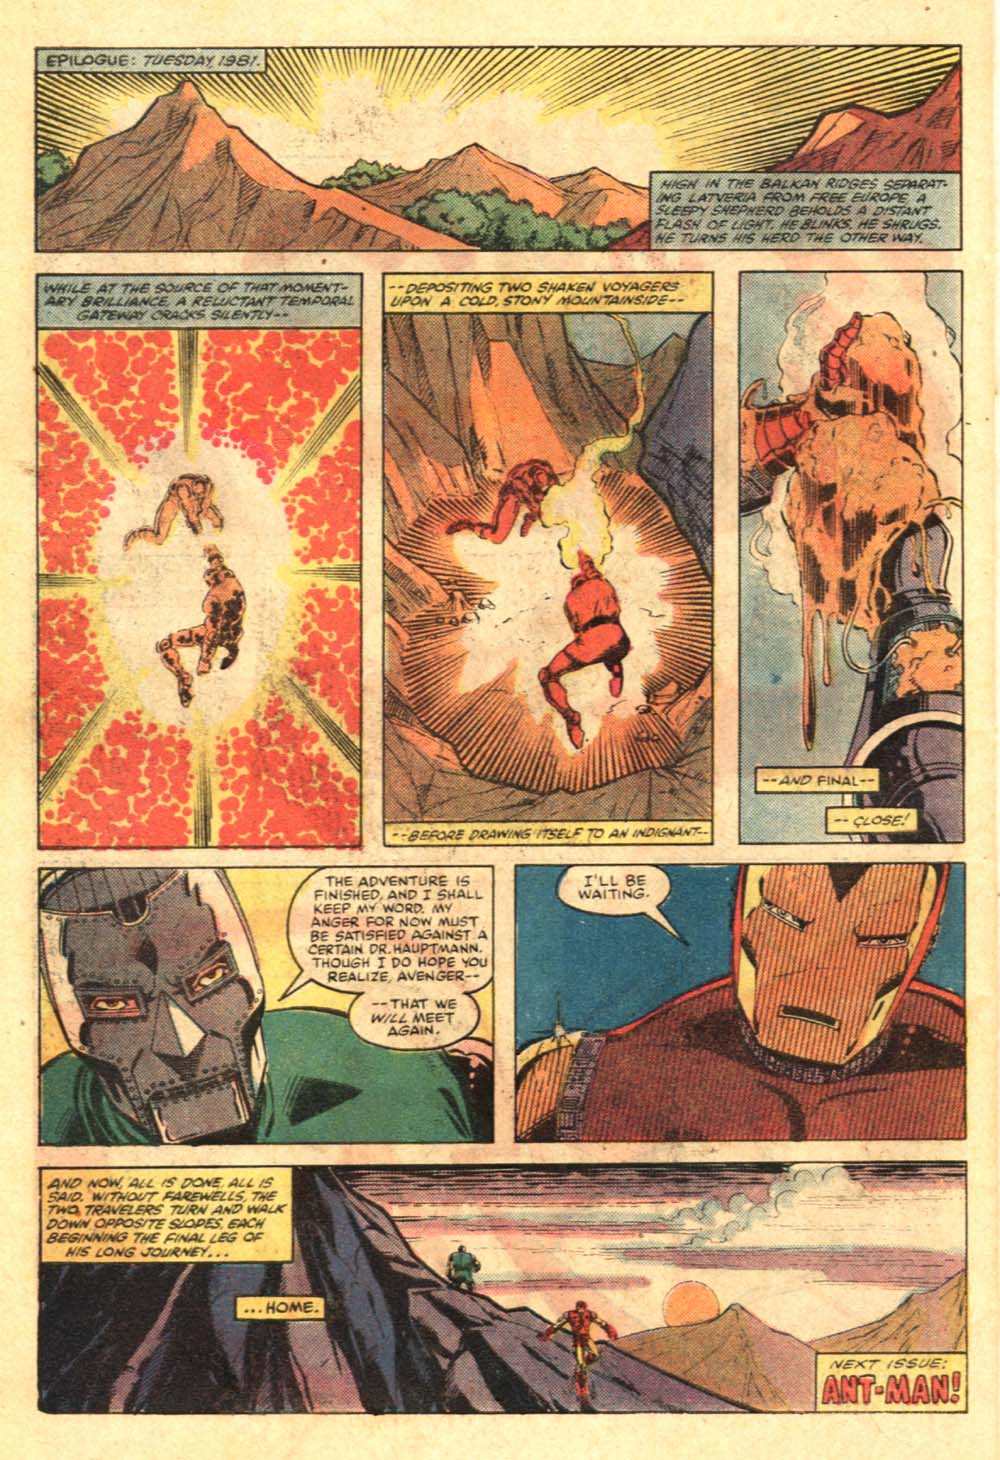 EPILOGUE: TUESDAY, 1981.
HIGH IN THE BALKAN RIDGES SEPARAT-
ING LATVERIA FROM FREE EUROPE, A
SLEEPY SHEPHERD BEHOLDS A DISTANT
FLASH OF LIGHT. HE BLINKS. HE SHRUGS.
HE TURNS HIS HERD THE OTHER WAY.
WHILE AT THE SOURCE OF THAT MOMENT-
ARY BRILLIANCE, A RELUCTANT TEMPORAL
GATEWAY CRACKS SILENTLY--
--DEPOSITING TWO SHAKEN VOYAGERS
UPON A COLD, STONY MOUNTAINSIDE--
--BEFORE DRAWING ITSELF TO AN INDIGNANT--
--AND FINAL--
--CLOSE!
THE ADVENTURE IS
FINISHED, AND I SHALL
KEEP MY WORD. MY
ANGER FOR NOW MUST
BE SATISFIED AGAINST A
CERTAIN DR. HAUPTMANN.
THOUGH I DO HOPE YOU
REALIZE, AVENGER--
--THAT WE
WILL MEET
AGAIN.
I'LL BE
WAITING.
AND NOW, ALL IS DONE, ALL IS
SAID. WITHOUT FAREWELLS, THE
TWO TRAVELERS TURN AND WALK
DOWN OPPOSITE SLOPES, EACH
BEGINNING THE FINAL LEG OF
HIS LONG JOURNEY...
...HOME.
NEXT ISSUE:
ANT-MAN!